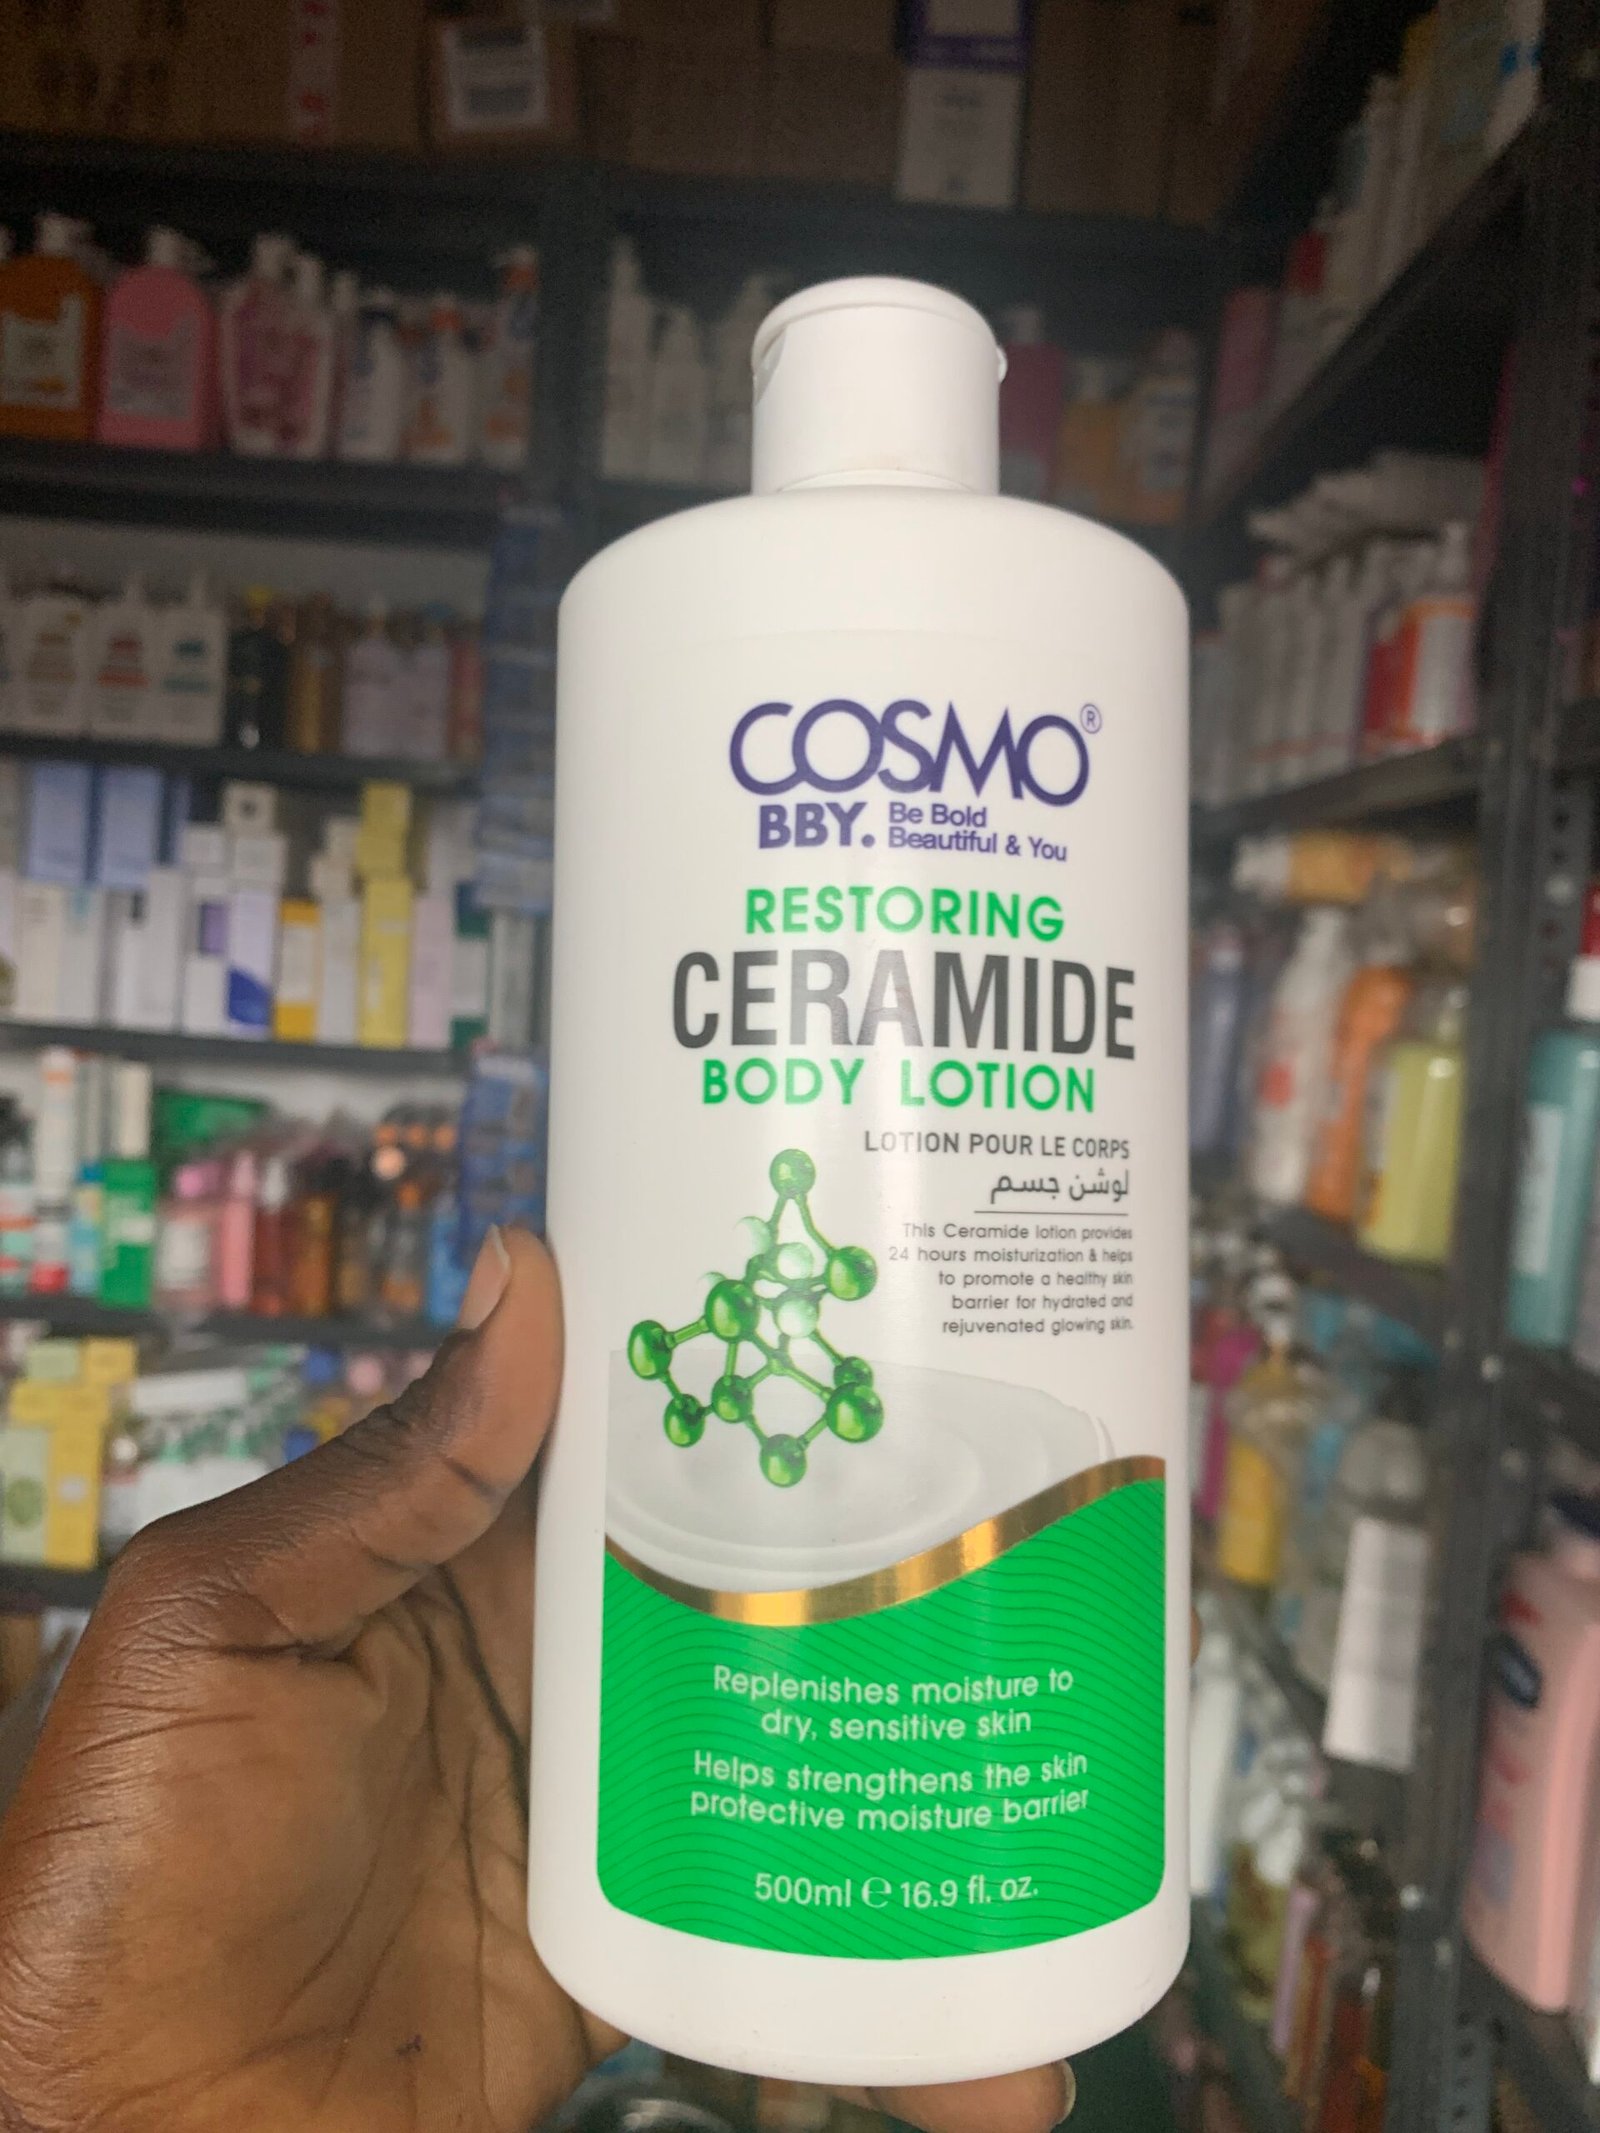 COSMO®
BBY. Be Bold
Beautiful & You
RESTORING
CERAMIDE
BODY LOTION
LOTION POUR LE CORPS
لوشن جسم
This Ceramide lotion provides
24 hours moisturization & helps
to promote a healthy skin
barrier for hydrated and
rejuvenated glowing skin.
Replenishes moisture to
dry, sensitive skin
Helps strengthens the skin
protective moisture barrier
500ml ℮ 16.9 fl. oz.